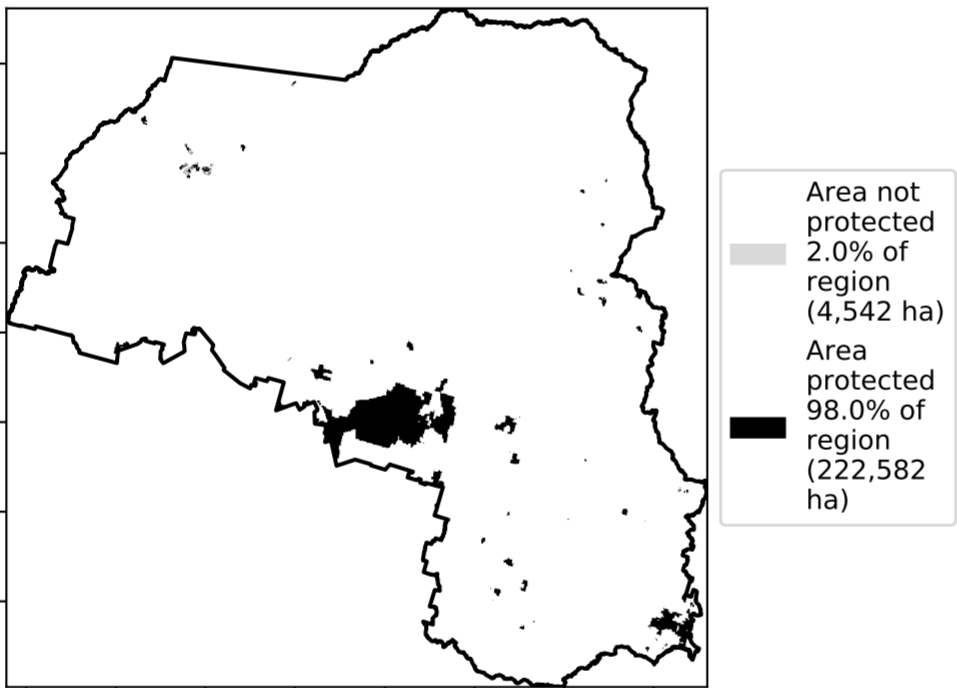 Area not
protected
2.0% of
region
(4,542 ha)
Area
protected
98.0% of
region
(222,582
ha)